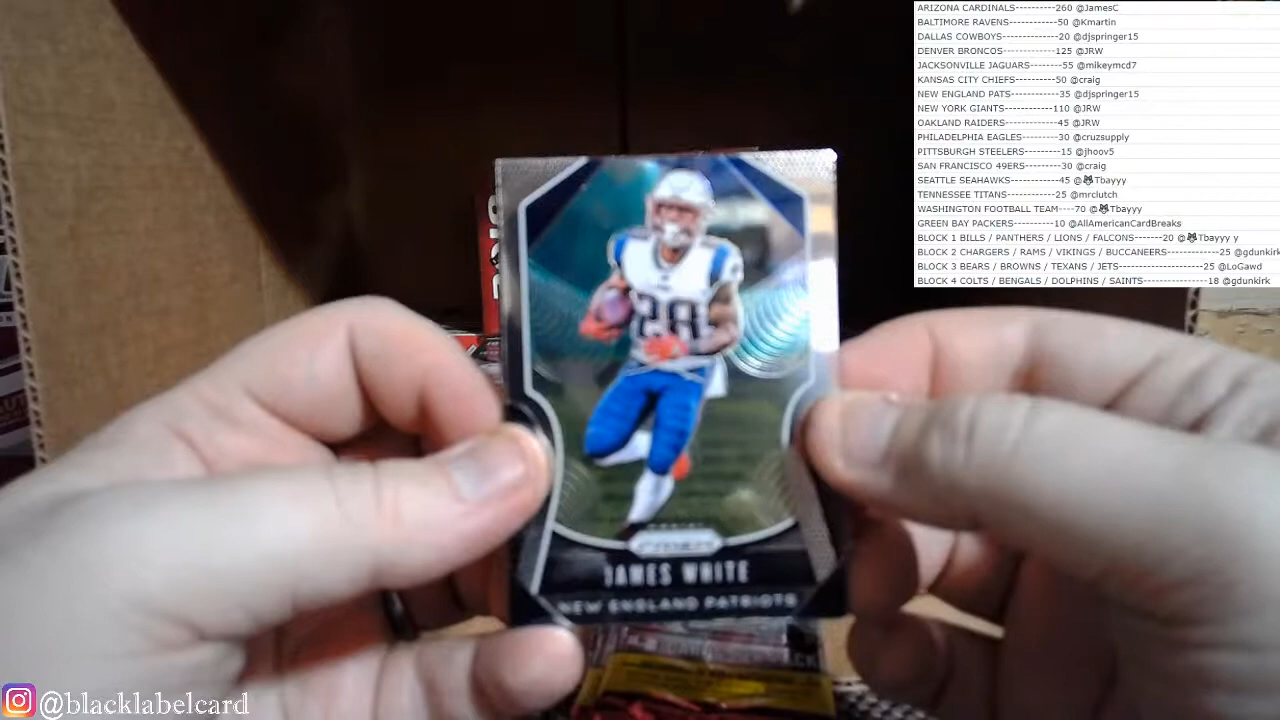 ARIZONA CARDINALS----------260 @JamesC
BALTIMORE RAVENS------------50 @Kmartin
DALLAS COWBOYS--------------20 @djspringer15
DENVER BRONCOS--------------125 @JRW
JACKSONVILLE JAGUARS--------55 @mikeymcd7
KANSAS CITY CHIEFS----------50 @craig
NEW ENGLAND PATS------------35 @djspringer15
NEW YORK GIANTS-------------110 @JRW
OAKLAND RAIDERS-------------45 @JRW
PHILADELPHIA EAGLES---------30 @cruzsupply
PITTSBURGH STEELERS---------15 @jhoov5
SAN FRANCISCO 49ERS---------30 @craig
SEATTLE SEAHAWKS------------45 @😈Tbayyy
TENNESSEE TITANS------------25 @mrclutch
WASHINGTON FOOTBALL TEAM----70 @😈Tbayyy
GREEN BAY PACKERS----------10 @AllAmericanCardBreaks
BLOCK 1 BILLS / PANTHERS / LIONS / FALCONS-------20 @😈Tbayyy y
BLOCK 2 CHARGERS / RAMS / VIKINGS / BUCCANEERS-------------25 @gdunkirk
BLOCK 3 BEARS / BROWNS / TEXANS / JETS---------------------25 @LoGawd
BLOCK 4 COLTS / BENGALS / DOLPHINS / SAINTS----------------18 @gdunkirk
28
PANINI
PRIZM
JAMES WHITE
NEW ENGLAND PATRIOTS
@blacklabelcard